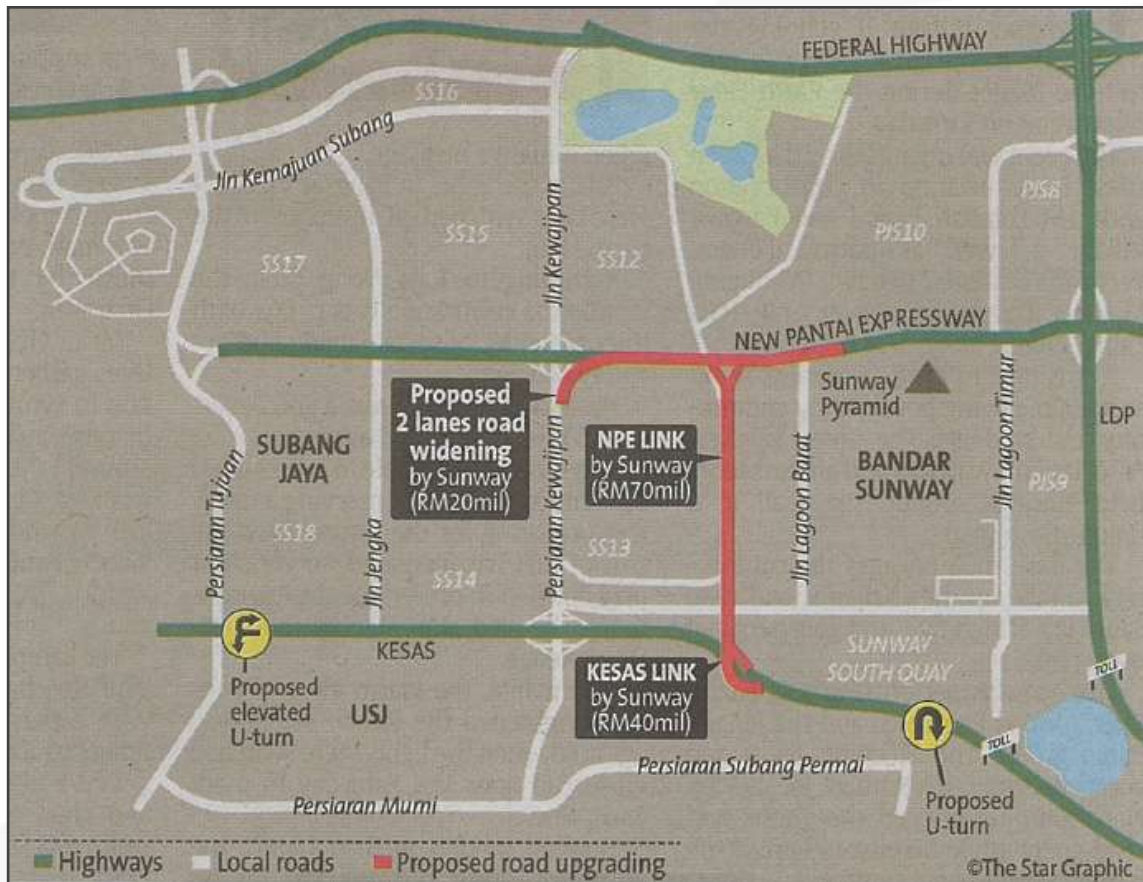 FEDERAL HIGHWAY
SS16
Jln Kemajuan Subang
PJS8
SS15
Jln Kewajipan
SS12
PJS10
SS17
NEW PANTAI EXPRESSWAY
Sunway
Pyramid
Jln Lagoon Timur
LDP
Proposed
2 lanes road
widening
by Sunway
(RM20mil)
NPE LINK
by Sunway
(RM70mil)
SUBANG
JAYA
Jln Lagoon Barat
BANDAR
SUNWAY
PJS9
Persiaran Tujuan
SS18
Jln Jengka
SS14
Persiaran Kewajipan
SS13
KESAS
SUNWAY
SOUTH QUAY
KESAS LINK
by Sunway
(RM40mil)
TOLL
Proposed
elevated
U-turn
USJ
TOLL
Persiaran Subang Permai
Persiaran Murni
Proposed
U-turn
Highways Local roads Proposed road upgrading
©The Star Graphic